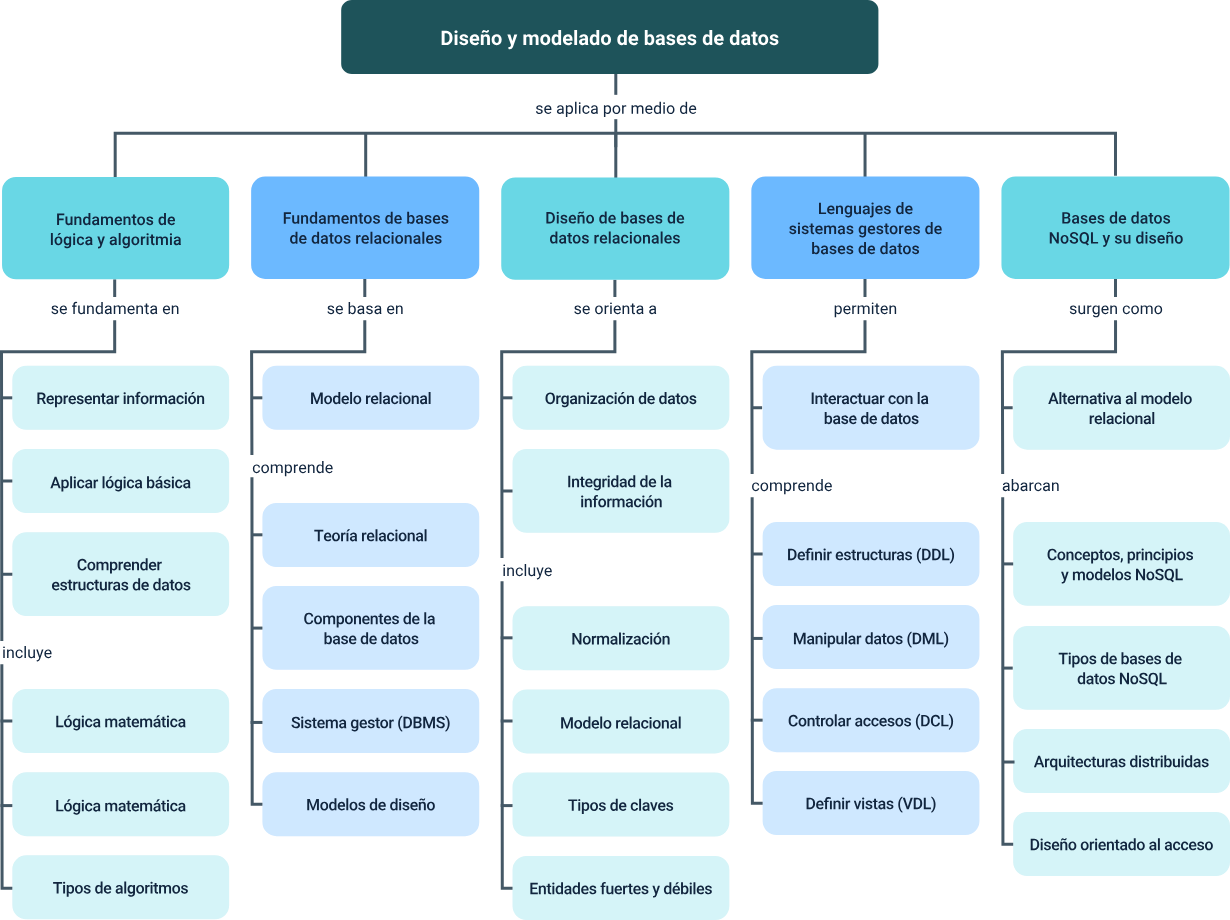 Diseño y modelado de bases de datos
se aplica por medio de
Fundamentos de
lógica y algoritmia
se fundamenta en
Representar información
Aplicar lógica básica
Comprender
estructuras de datos
incluye
Lógica matemática
Lógica matemática
Tipos de algoritmos
Fundamentos de bases
de datos relacionales
se basa en
Modelo relacional
comprende
Teoría relacional
Componentes de la
base de datos
Sistema gestor (DBMS)
Modelos de diseño
Diseño de bases de
datos relacionales
se orienta a
Organización de datos
Integridad de la
información
incluye
Normalización
Modelo relacional
Tipos de claves
Entidades fuertes y débiles
Lenguajes de
sistemas gestores de
bases de datos
permiten
Interactuar con la
base de datos
comprende
Definir estructuras (DDL)
Manipular datos (DML)
Controlar accesos (DCL)
Definir vistas (VDL)
Bases de datos
NoSQL y su diseño
surgen como
Alternativa al modelo
relacional
abarcan
Conceptos, principios
y modelos NoSQL
Tipos de bases de
datos NoSQL
Arquitecturas distribuidas
Diseño orientado al acceso